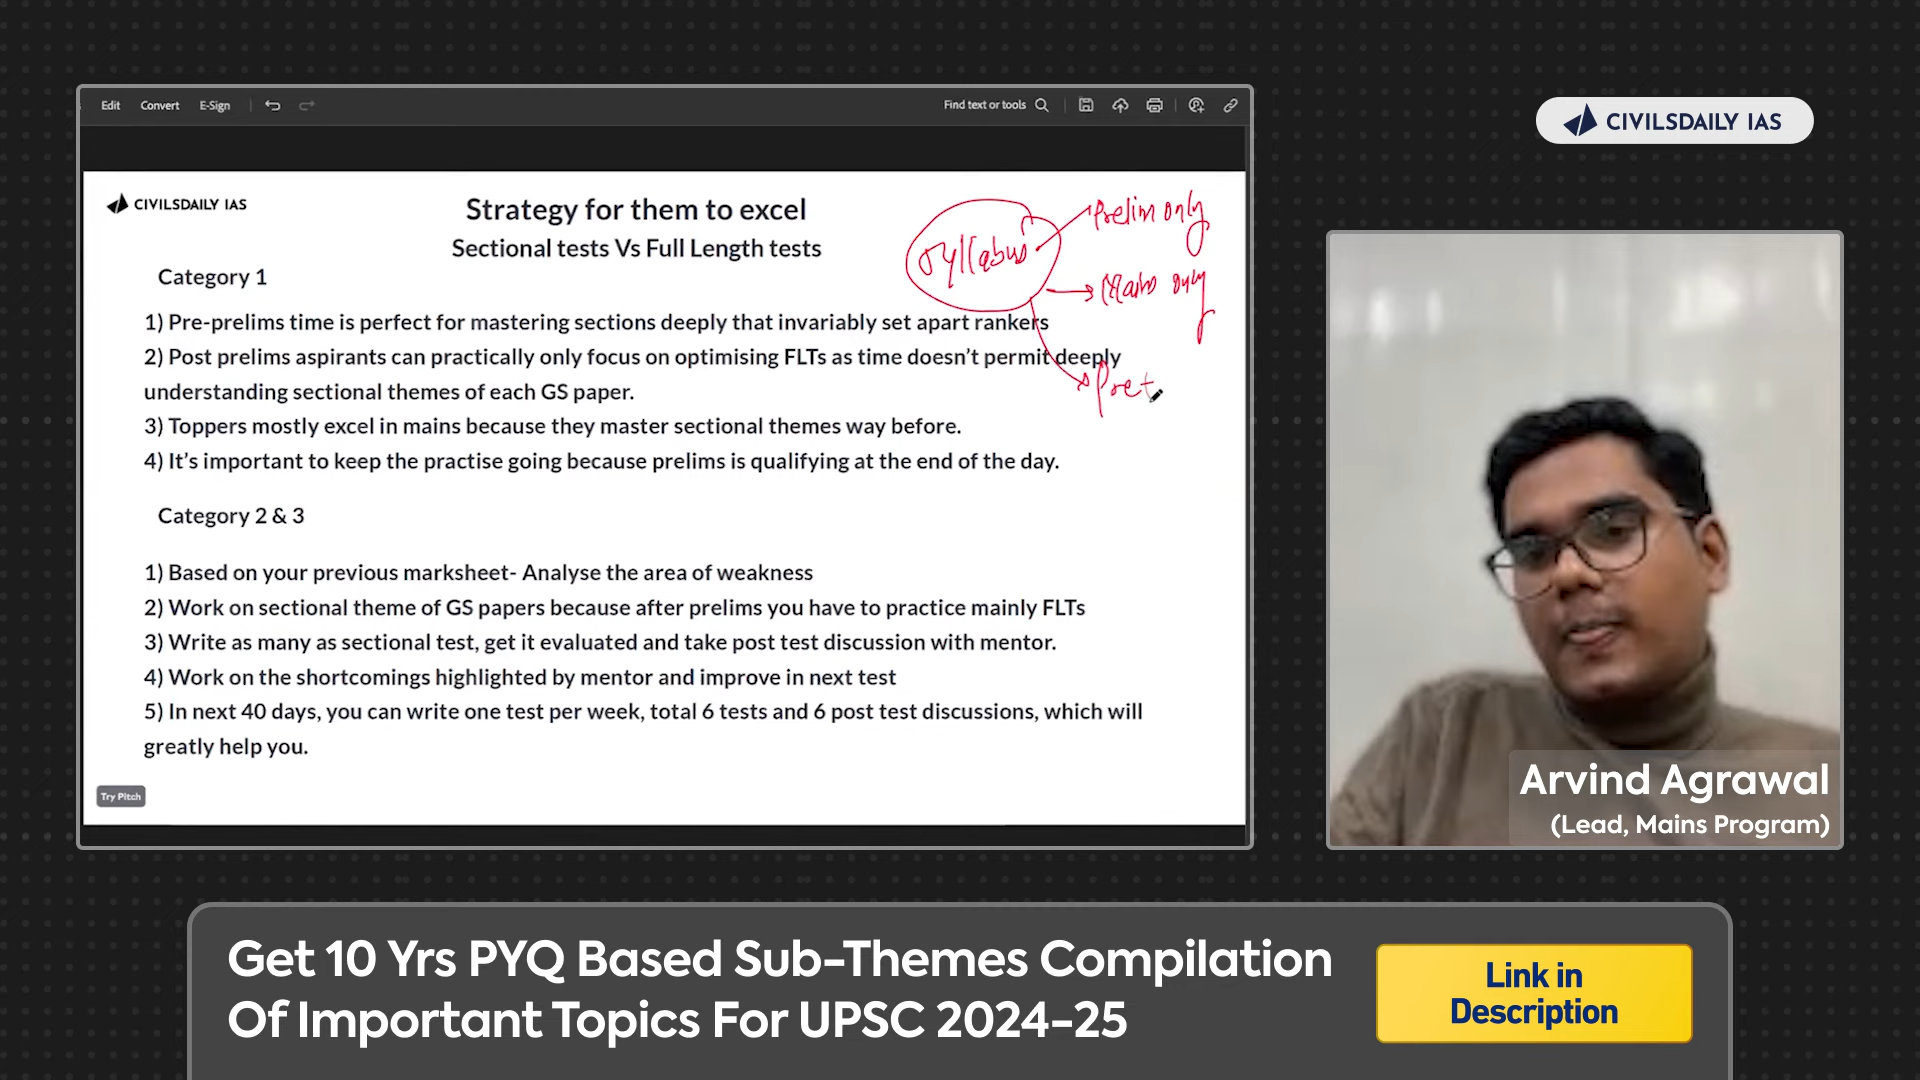 Edit Convert E-Sign
Find text or tools
CIVILSDAILY IAS
CIVILSDAILY IAS
Strategy for them to excel
Sectional tests Vs Full Length tests
Syllabus
Prelim only
Mains only
Pre+
Category 1
1) Pre-prelims time is perfect for mastering sections deeply that invariably set apart rankers
2) Post prelims aspirants can practically only focus on optimising FLTs as time doesn't permit deeply
understanding sectional themes of each GS paper.
3) Toppers mostly excel in mains because they master sectional themes way before.
4) It's important to keep the practise going because prelims is qualifying at the end of the day.
Category 2 & 3
1) Based on your previous marksheet- Analyse the area of weakness
2) Work on sectional theme of GS papers because after prelims you have to practice mainly FLTs
3) Write as many as sectional test, get it evaluated and take post test discussion with mentor.
4) Work on the shortcomings highlighted by mentor and improve in next test
5) In next 40 days, you can write one test per week, total 6 tests and 6 post test discussions, which will
greatly help you.
Try Pitch
Arvind Agrawal
(Lead, Mains Program)
Get 10 Yrs PYQ Based Sub-Themes Compilation
Of Important Topics For UPSC 2024-25
Link in
Description